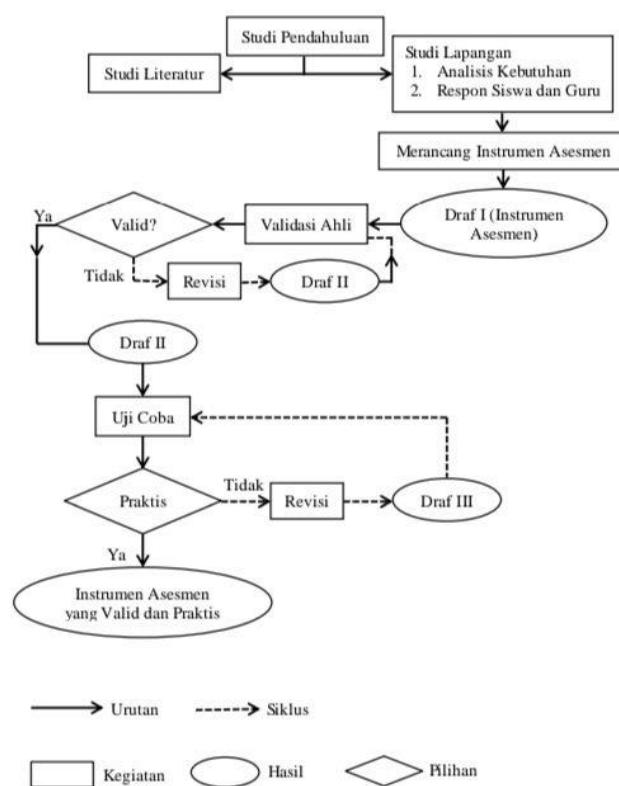 Studi Pendahuluan
Studi Literatur
Studi Lapangan
1. Analisis Kebutuhan
2. Respon Siswa dan Guru
Merancang Instrumen Asesmen
Draf I (Instrumen
Asesmen)
Validasi Ahli
Valid?
Ya
Tidak
Revisi
Draf II
Draf II
Uji Coba
Praktis
Tidak
Revisi
Draf III
Ya
Instrumen Asesmen
yang Valid dan Praktis
Urutan
Siklus
Kegiatan
Hasil
Pilihan